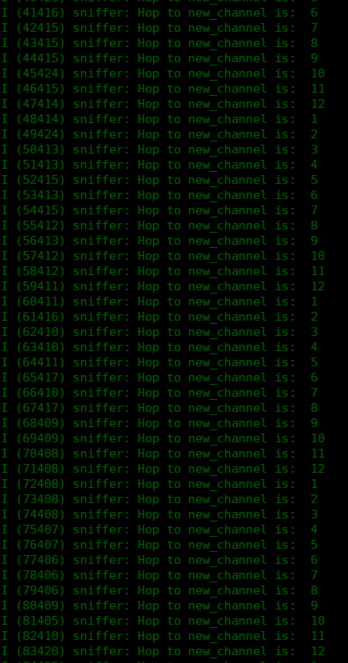 I (41416) sniffer: Hop to new_channel is:  6
I (42415) sniffer: Hop to new_channel is:  7
I (43415) sniffer: Hop to new_channel is:  8
I (44415) sniffer: Hop to new_channel is:  9
I (45424) sniffer: Hop to new_channel is:  10
I (46415) sniffer: Hop to new_channel is:  11
I (47414) sniffer: Hop to new_channel is:  12
I (48414) sniffer: Hop to new_channel is:  1
I (49424) sniffer: Hop to new_channel is:  2
I (50413) sniffer: Hop to new_channel is:  3
I (51413) sniffer: Hop to new_channel is:  4
I (52415) sniffer: Hop to new_channel is:  5
I (53413) sniffer: Hop to new_channel is:  6
I (54415) sniffer: Hop to new_channel is:  7
I (55412) sniffer: Hop to new_channel is:  8
I (56413) sniffer: Hop to new_channel is:  9
I (57412) sniffer: Hop to new_channel is:  10
I (58412) sniffer: Hop to new_channel is:  11
I (59411) sniffer: Hop to new_channel is:  12
I (60411) sniffer: Hop to new_channel is:  1
I (61416) sniffer: Hop to new_channel is:  2
I (62410) sniffer: Hop to new_channel is:  3
I (63410) sniffer: Hop to new_channel is:  4
I (64411) sniffer: Hop to new_channel is:  5
I (65417) sniffer: Hop to new_channel is:  6
I (66410) sniffer: Hop to new_channel is:  7
I (67417) sniffer: Hop to new_channel is:  8
I (68409) sniffer: Hop to new_channel is:  9
I (69409) sniffer: Hop to new_channel is:  10
I (70408) sniffer: Hop to new_channel is:  11
I (71408) sniffer: Hop to new_channel is:  12
I (72408) sniffer: Hop to new_channel is:  1
I (73408) sniffer: Hop to new_channel is:  2
I (74408) sniffer: Hop to new_channel is:  3
I (75407) sniffer: Hop to new_channel is:  4
I (76407) sniffer: Hop to new_channel is:  5
I (77406) sniffer: Hop to new_channel is:  6
I (78406) sniffer: Hop to new_channel is:  7
I (79406) sniffer: Hop to new_channel is:  8
I (80409) sniffer: Hop to new_channel is:  9
I (81405) sniffer: Hop to new_channel is:  10
I (82410) sniffer: Hop to new_channel is:  11
I (83420) sniffer: Hop to new_channel is:  12